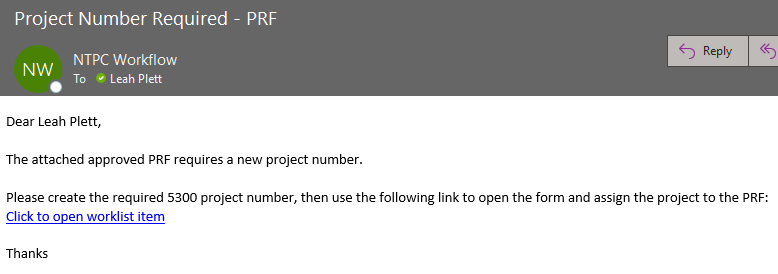 Project Number Required - PRF
NW
NTPC Workflow
To Leah Plett
Reply
Dear Leah Plett,
The attached approved PRF requires a new project number.
Please create the required 5300 project number, then use the following link to open the form and assign the project to the PRF:
Click to open worklist item
Thanks